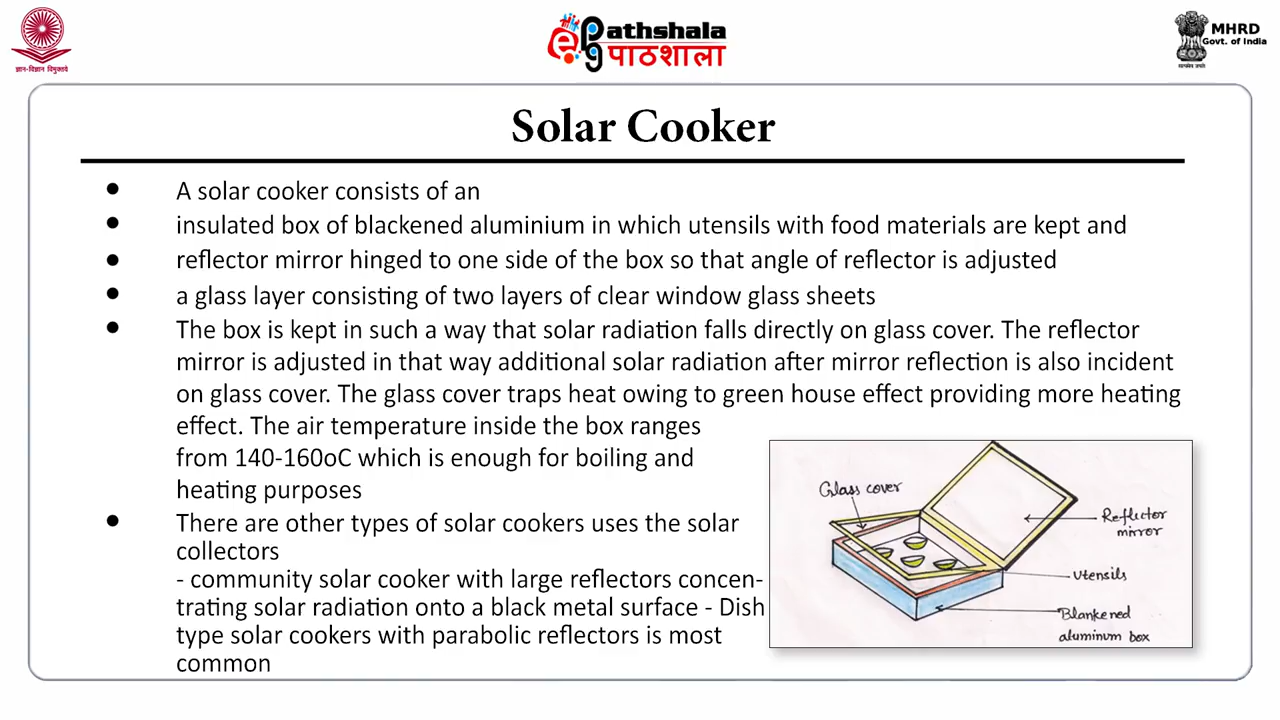 ज्ञान-विज्ञान विमुक्तये
ePG Pathshala
पाठशाला
MHRD
Govt. of India
सत्यमेव जयते
Solar Cooker
● A solar cooker consists of an
● insulated box of blackened aluminium in which utensils with food materials are kept and
● reflector mirror hinged to one side of the box so that angle of reflector is adjusted
● a glass layer consisting of two layers of clear window glass sheets
● The box is kept in such a way that solar radiation falls directly on glass cover. The reflector
mirror is adjusted in that way additional solar radiation after mirror reflection is also incident
on glass cover. The glass cover traps heat owing to green house effect providing more heating
effect. The air temperature inside the box ranges
from 140-160oC which is enough for boiling and
heating purposes
● There are other types of solar cookers uses the solar
collectors
- community solar cooker with large reflectors concen-
trating solar radiation onto a black metal surface - Dish
type solar cookers with parabolic reflectors is most
common
Glass cover
Reflector
mirror
Utensils
Blankened
aluminum box